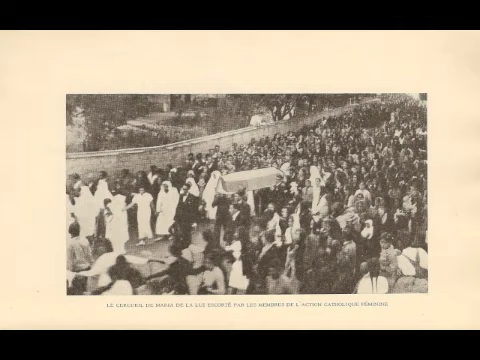 LE CERCUEIL DE MARIA DE LA LUZ ESCORTÉ PAR LES MEMBRES DE L'ACTION CATHOLIQUE FÉMININE